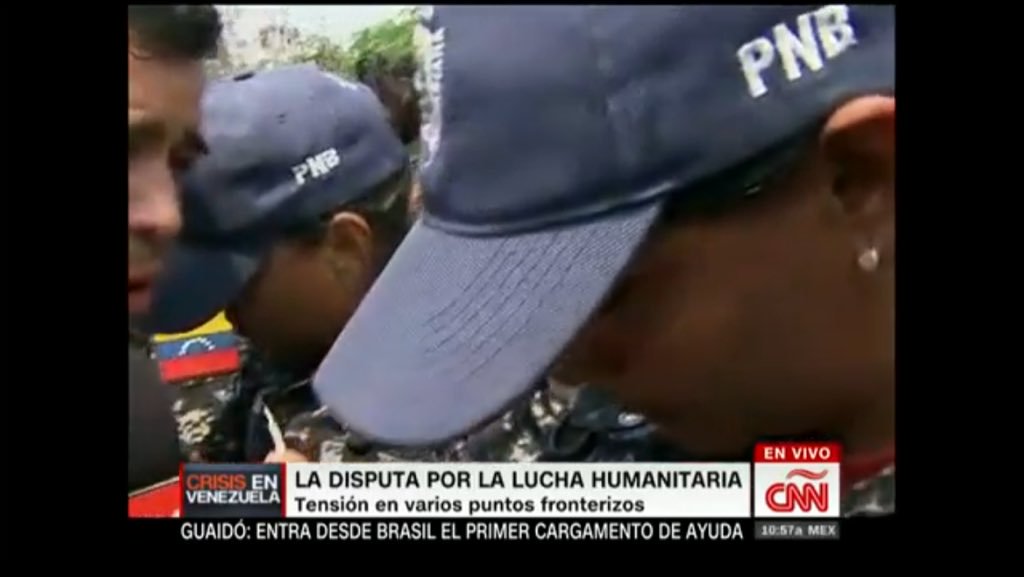 PNB
PNB
EN VIVO
CRISIS EN
VENEZUELA
LA DISPUTA POR LA LUCHA HUMANITARIA
Tensión en varios puntos fronterizos
CNN
GUAIDÓ: ENTRA DESDE BRASIL EL PRIMER CARGAMENTO DE AYUDA
10:57a MEX